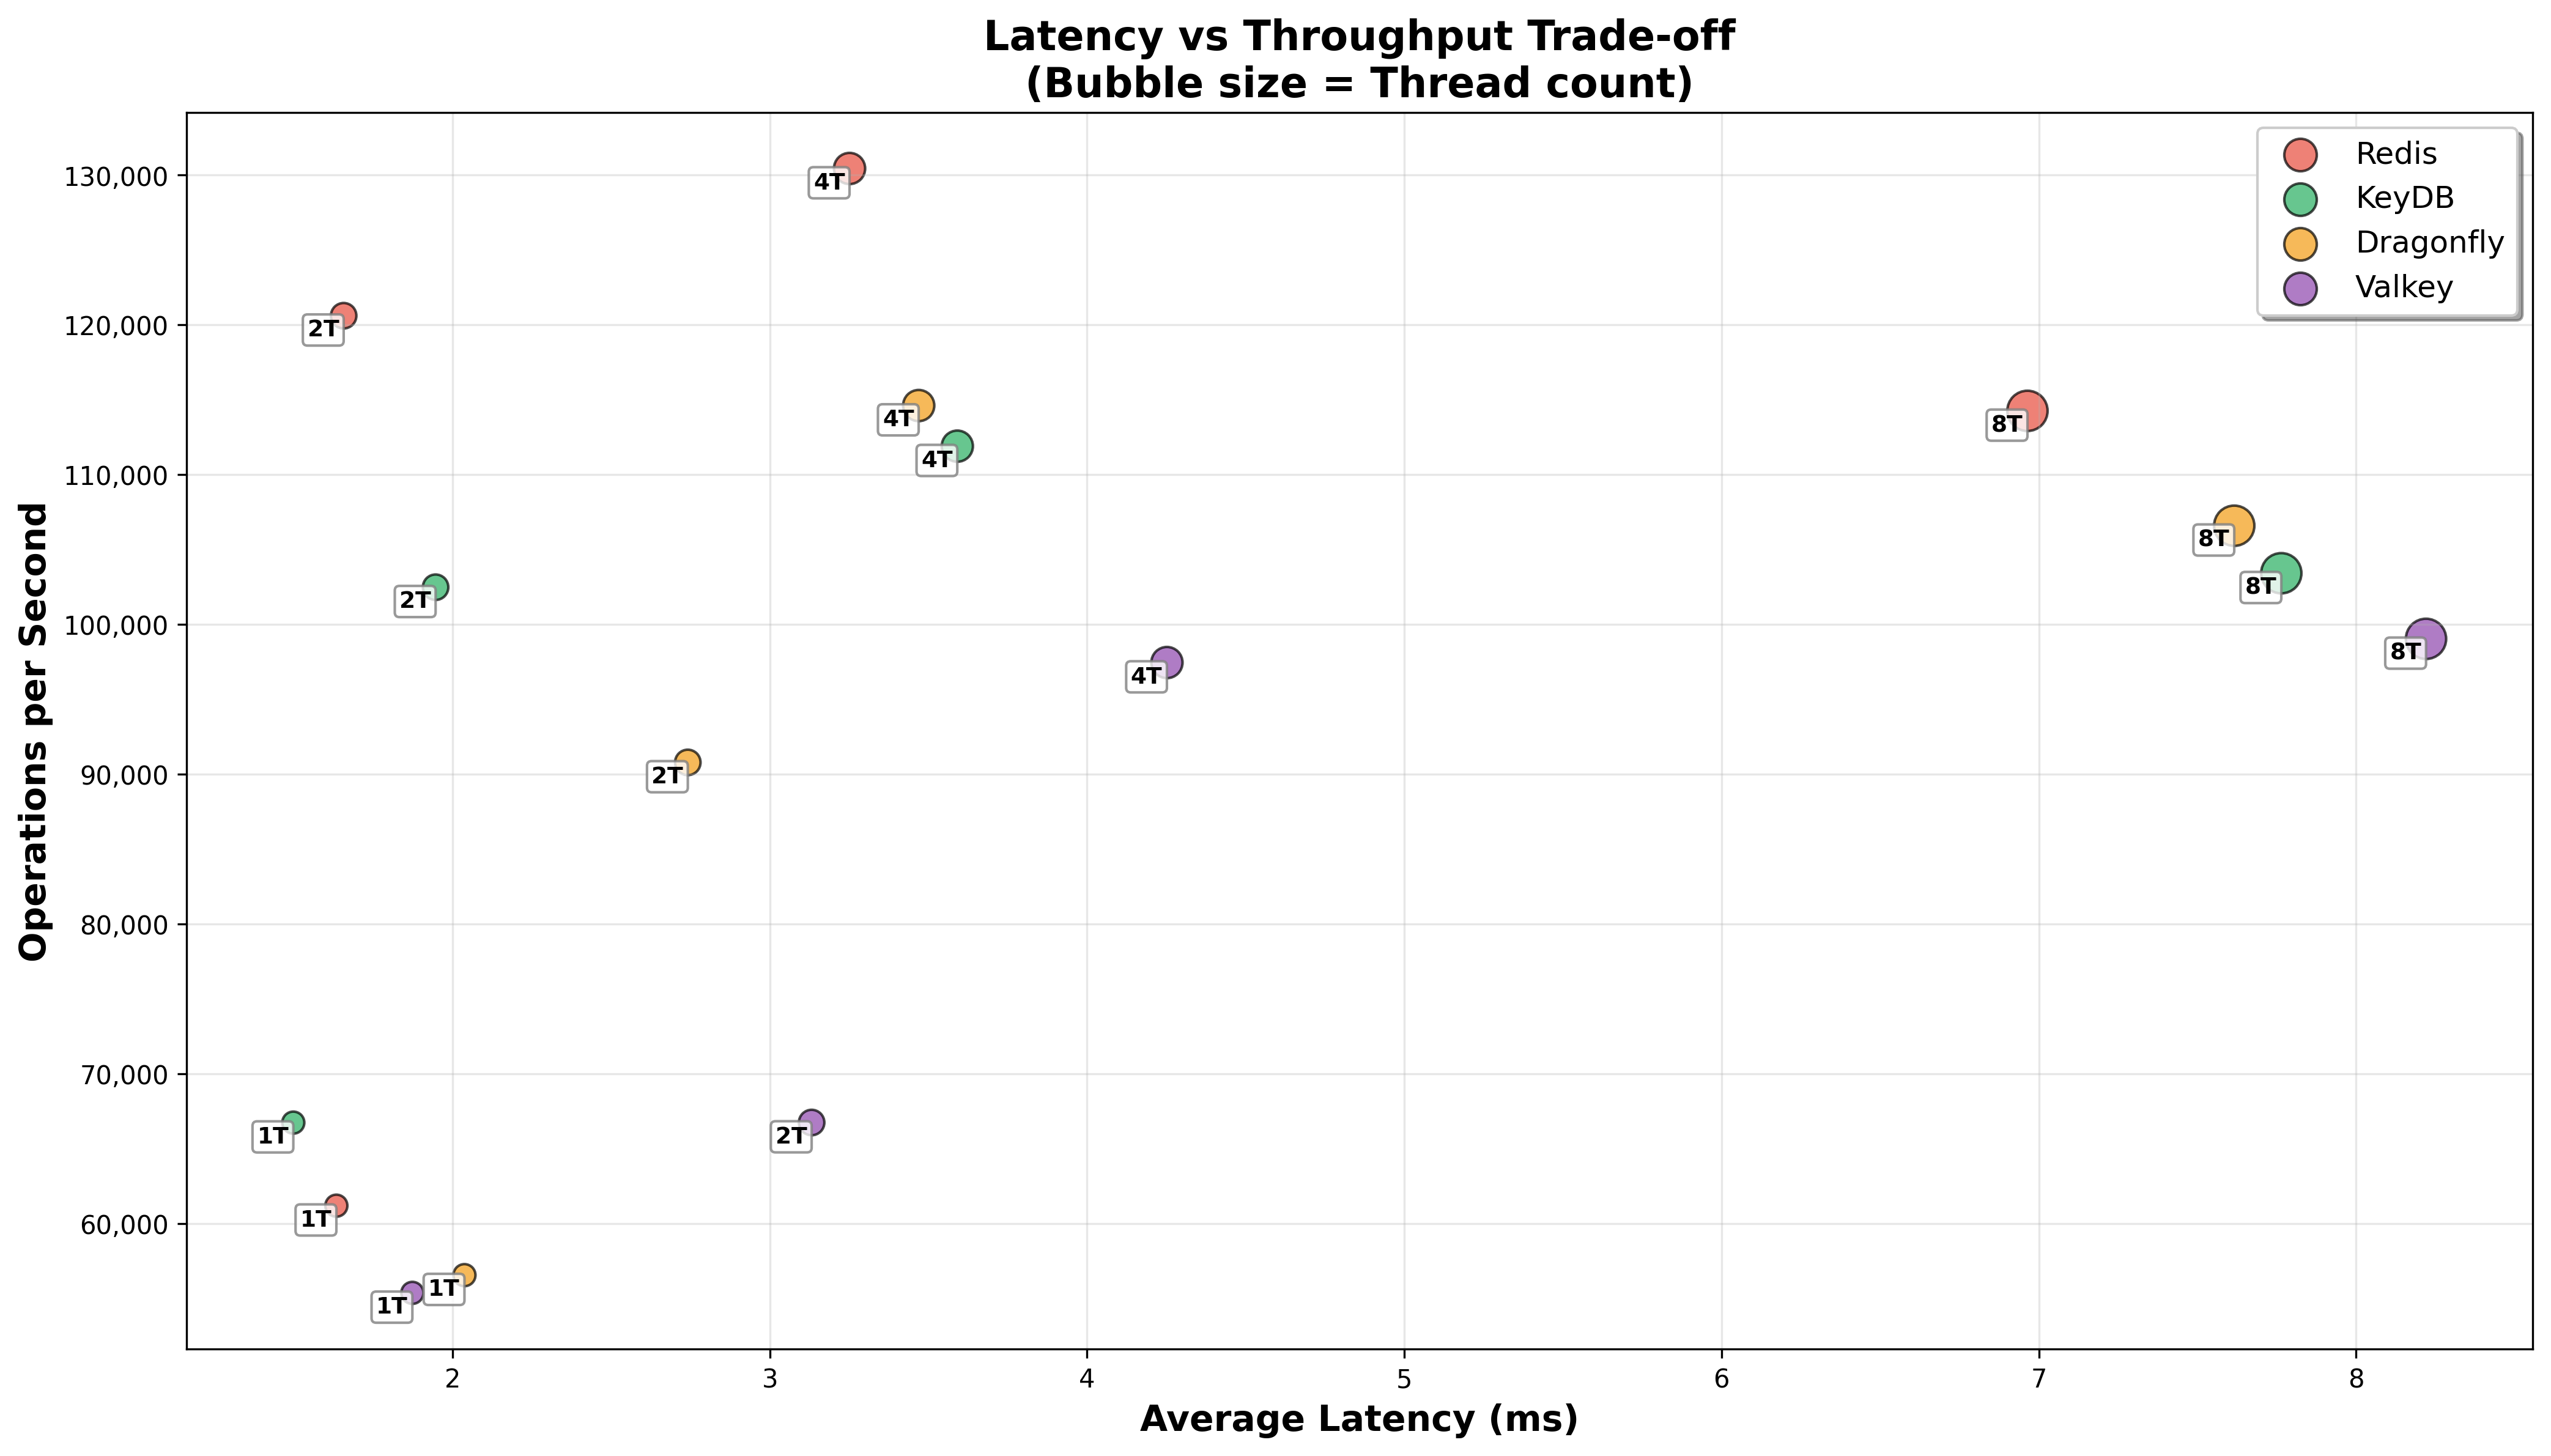 Latency vs Throughput Trade-off
(Bubble size = Thread count)
Redis
KeyDB
Dragonfly
Valkey
Operations per Second
130,000
120,000
110,000
100,000
90,000
80,000
70,000
60,000
4T
2T
4T
8T
4T
8T
2T
8T
4T
8T
2T
1T
2T
1T
1T
1T
2
3
4
5
6
7
8
Average Latency (ms)